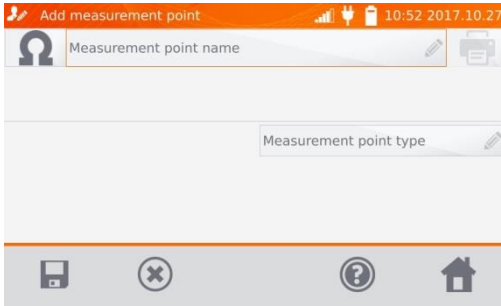 Add measurement point 10:52 2017.10.27
Ω Measurement point name
Measurement point type
?